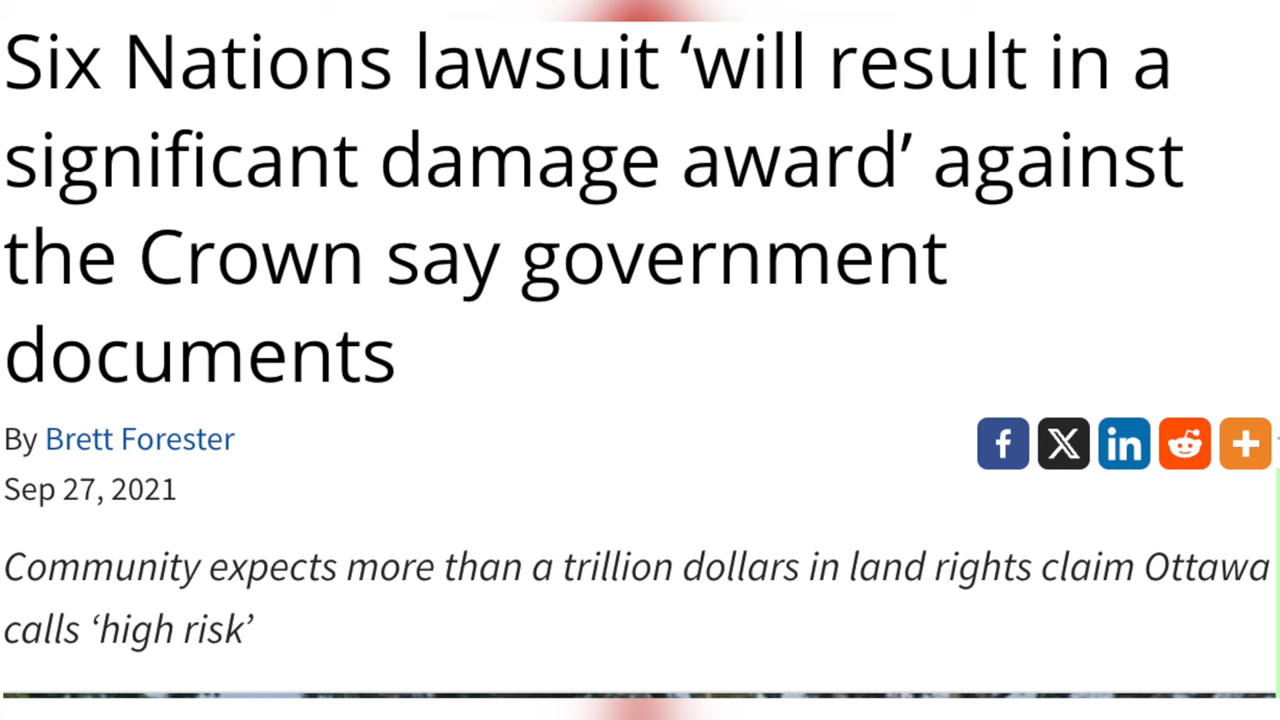 Six Nations lawsuit ‘will result in a
significant damage award’ against
the Crown say government
documents
By Brett Forester
Sep 27, 2021
Community expects more than a trillion dollars in land rights claim Ottawa
calls ‘high risk’